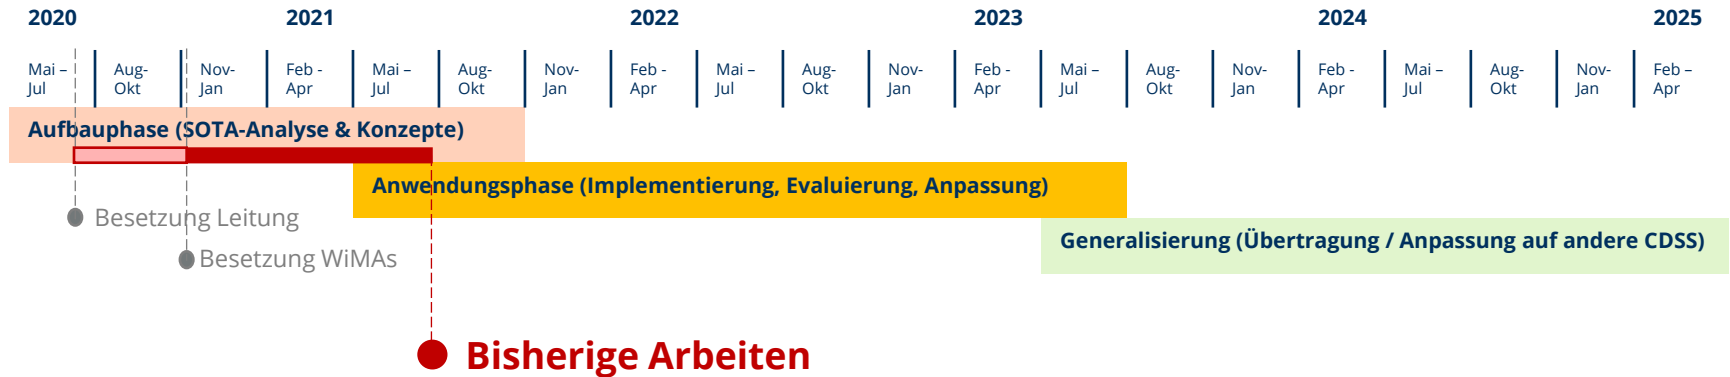 2020 2021 2022 2023 2024 2025
Mai – Aug- Nov- Feb - Mai – Aug- Nov- Feb - Mai – Aug- Nov- Feb - Mai – Aug- Nov- Feb - Mai – Aug- Nov- Feb –
Jul Okt Jan Apr Jul Okt Jan Apr Jul Okt Jan Apr Jul Okt Jan Apr Jul Okt Jan Apr
Aufbauphase (SOTA-Analyse & Konzepte)
Anwendungsphase (Implementierung, Evaluierung, Anpassung)
Besetzung Leitung
Generalisierung (Übertragung / Anpassung auf andere CDSS)
Besetzung WiMAs
Bisherige Arbeiten